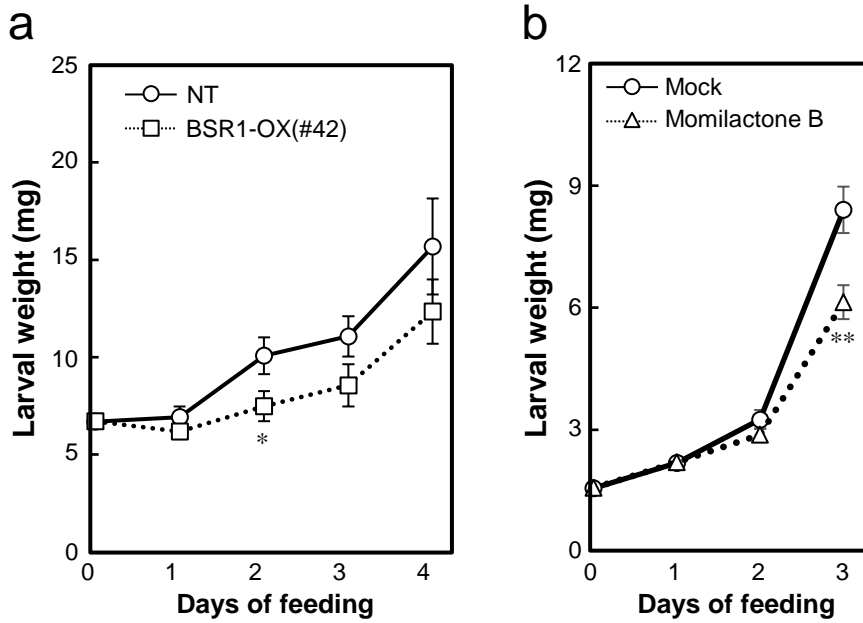 a
25
20
15
10
5
0
Larval weight (mg)
NT
BSR1-OX(#42)
*
0 1 2 3 4
Days of feeding
b
12
9
6
3
0
Larval weight (mg)
Mock
Momilactone B
**
0 1 2 3
Days of feeding